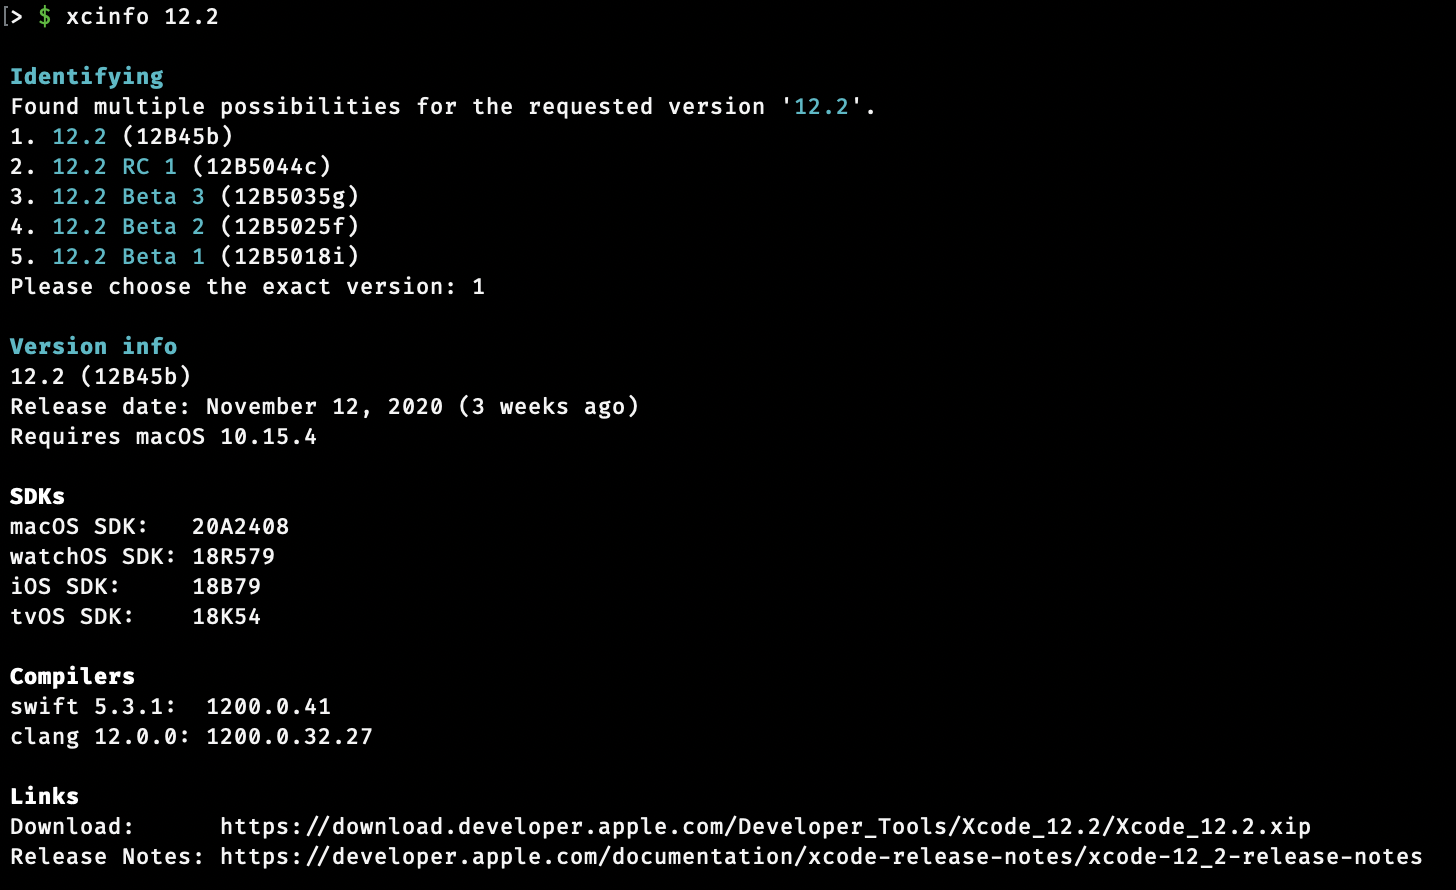 [> $ xcinfo 12.2
Identifying
Found multiple possibilities for the requested version '12.2'.
1. 12.2 (12B45b)
2. 12.2 RC 1 (12B5044c)
3. 12.2 Beta 3 (12B5035g)
4. 12.2 Beta 2 (12B5025f)
5. 12.2 Beta 1 (12B5018i)
Please choose the exact version: 1
Version info
12.2 (12B45b)
Release date: November 12, 2020 (3 weeks ago)
Requires macOS 10.15.4
SDKs
macOS SDK:   20A2408
watchOS SDK: 18R579
iOS SDK:     18B79
tvOS SDK:    18K54
Compilers
swift 5.3.1:  1200.0.41
clang 12.0.0: 1200.0.32.27
Links
Download:      https://download.developer.apple.com/Developer_Tools/Xcode_12.2/Xcode_12.2.xip
Release Notes: https://developer.apple.com/documentation/xcode-release-notes/xcode-12_2-release-notes